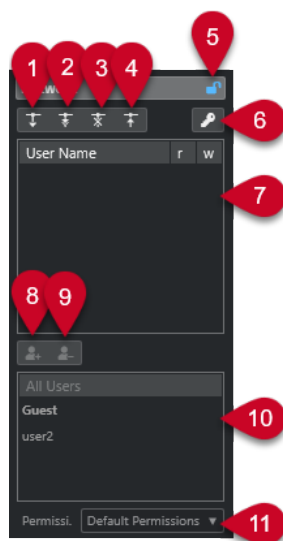 1
2
3
4
5
6
User Name r w
7
8
9
All Users
Guest
10
user2
Permissi. Default Permissions
11